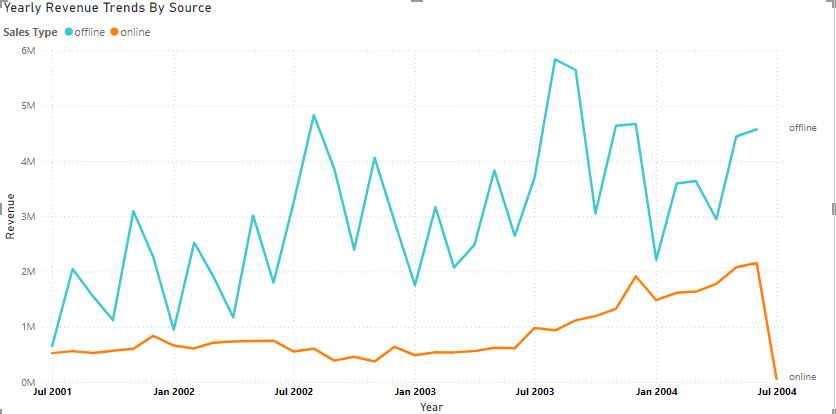 Yearly Revenue Trends By Source
Sales Type offline online
6M
5M
4M
3M
2M
1M
0M
Revenue
offline
online
Jul 2001 Jan 2002 Jul 2002 Jan 2003 Jul 2003 Jan 2004 Jul 2004
Year